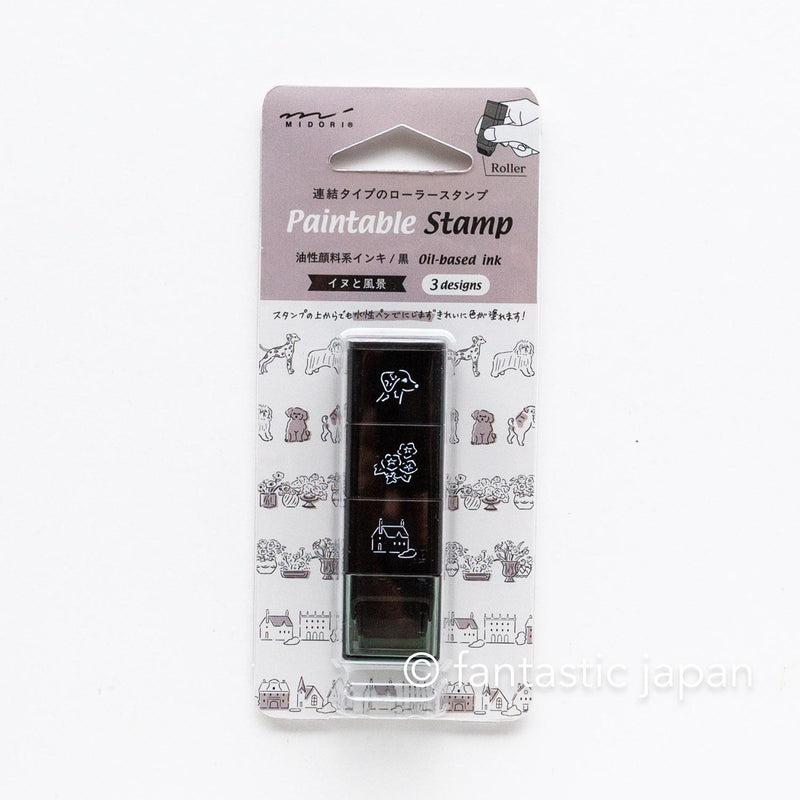 MIDORI®
Roller
連結タイプのローラースタンプ
Paintable Stamp
油性顔料系インキ / 黒 Oil-based ink
イヌと風景 3 designs
スタンプの上からでも水性ペンでにじまずきれいに色が塗れます!
© fantastic japan